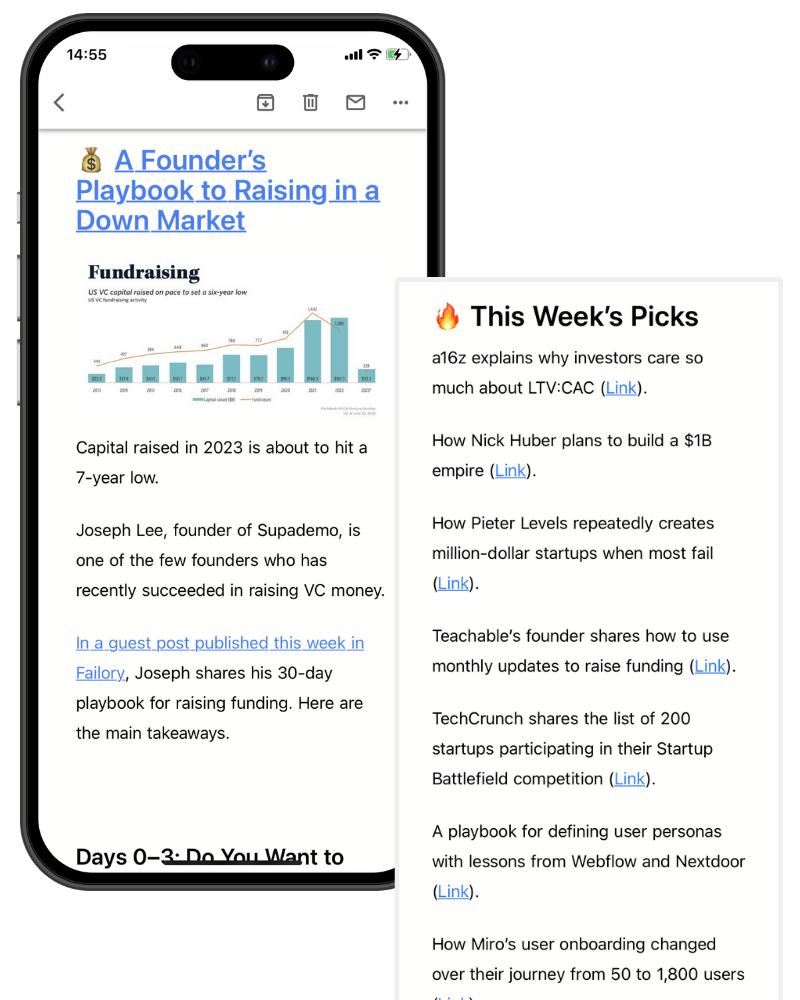 14:55
💰 A Founder’s
Playbook to Raising in a
Down Market
Fundraising
US VC capital raised on pace to set a six-year low
US VC fundraising activity
2021 2022
Capital raised ($B) Fundraised
Capital raised in 2023 is about to hit a
7-year low.
Joseph Lee, founder of Supademo, is
one of the few founders who has
recently succeeded in raising VC money.
In a guest post published this week in
Failory, Joseph shares his 30-day
playbook for raising funding. Here are
the main takeaways.
Days 0–3: Do You Want to
🔥 This Week’s Picks
a16z explains why investors care so
much about LTV:CAC (Link).
How Nick Huber plans to build a $1B
empire (Link).
How Pieter Levels repeatedly creates
million-dollar startups when most fail
(Link).
Teachable’s founder shares how to use
monthly updates to raise funding (Link).
TechCrunch shares the list of 200
startups participating in their Startup
Battlefield competition (Link).
A playbook for defining user personas
with lessons from Webflow and Nextdoor
(Link).
How Miro’s user onboarding changed
over their journey from 50 to 1,800 users